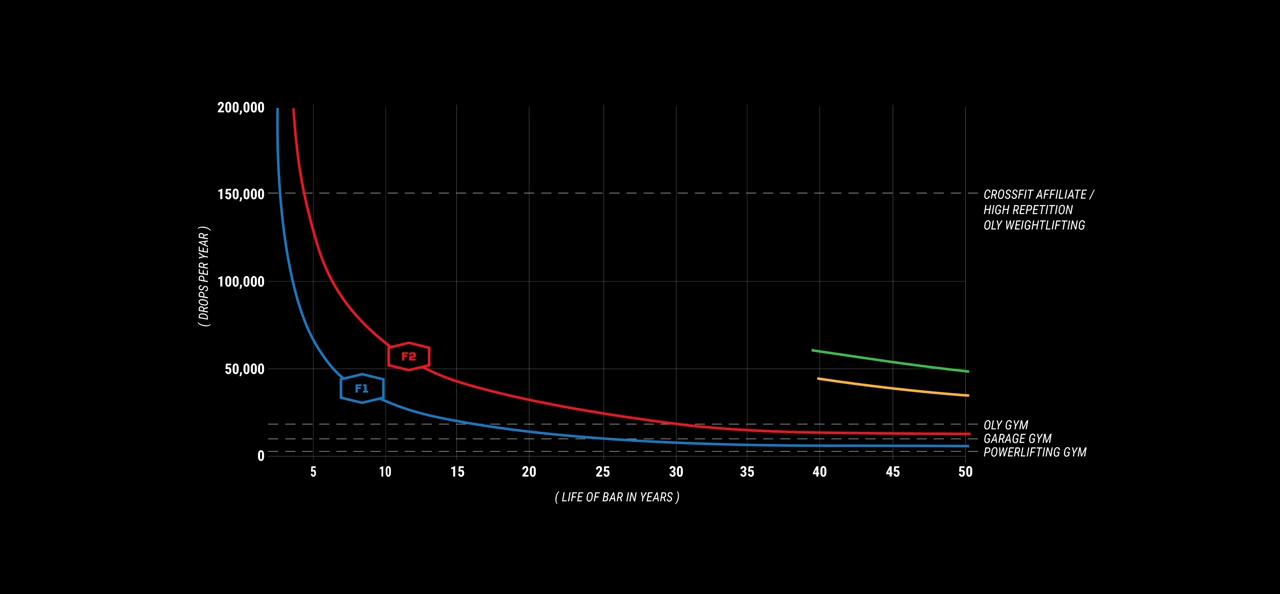 200,000
150,000
CROSSFIT AFFILIATE /
HIGH REPETITION
OLY WEIGHTLIFTING
( DROPS PER YEAR )
100,000
F2
50,000
F1
OLY GYM
GARAGE GYM
POWERLIFTING GYM
0
5 10 15 20 25 30 35 40 45 50
( LIFE OF BAR IN YEARS )